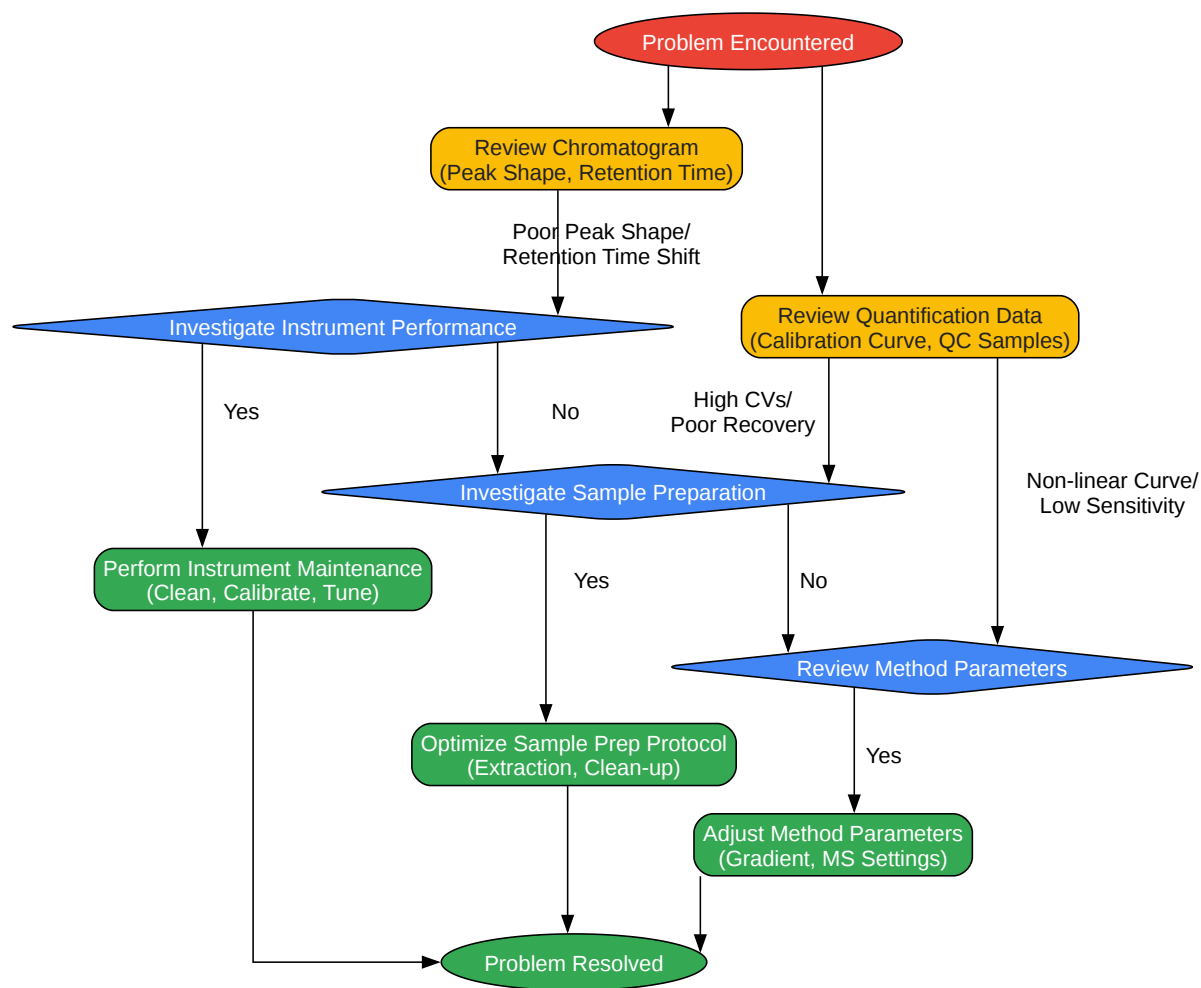 Problem Encountered
Review Chromatogram
(Peak Shape, Retention Time)
Poor Peak Shape/
Retention Time Shift
Review Quantification Data
(Calibration Curve, QC Samples)
Investigate Instrument Performance
Yes
No
High CVs/
Poor Recovery
Non-linear Curve/
Low Sensitivity
Investigate Sample Preparation
Perform Instrument Maintenance
(Clean, Calibrate, Tune)
Yes
No
Review Method Parameters
Optimize Sample Prep Protocol
(Extraction, Clean-up)
Yes
Adjust Method Parameters
(Gradient, MS Settings)
Problem Resolved